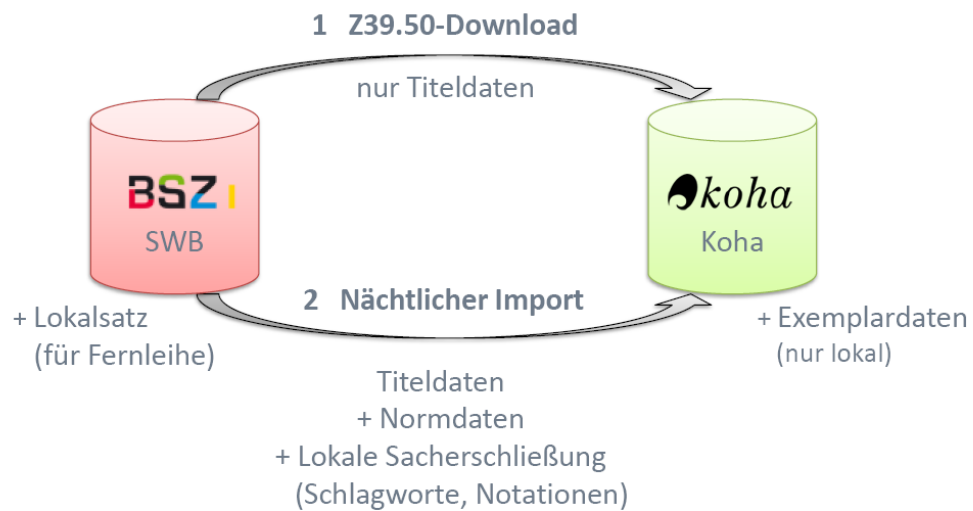 1 Z39.50-Download
nur Titeldaten
BSZ
SWB
koha
Koha
2 Nächtlicher Import
+ Lokalsatz
(für Fernleihe)
+ Exemplardaten
(nur lokal)
Titeldaten
+ Normdaten
+ Lokale Sacherschließung
(Schlagworte, Notationen)